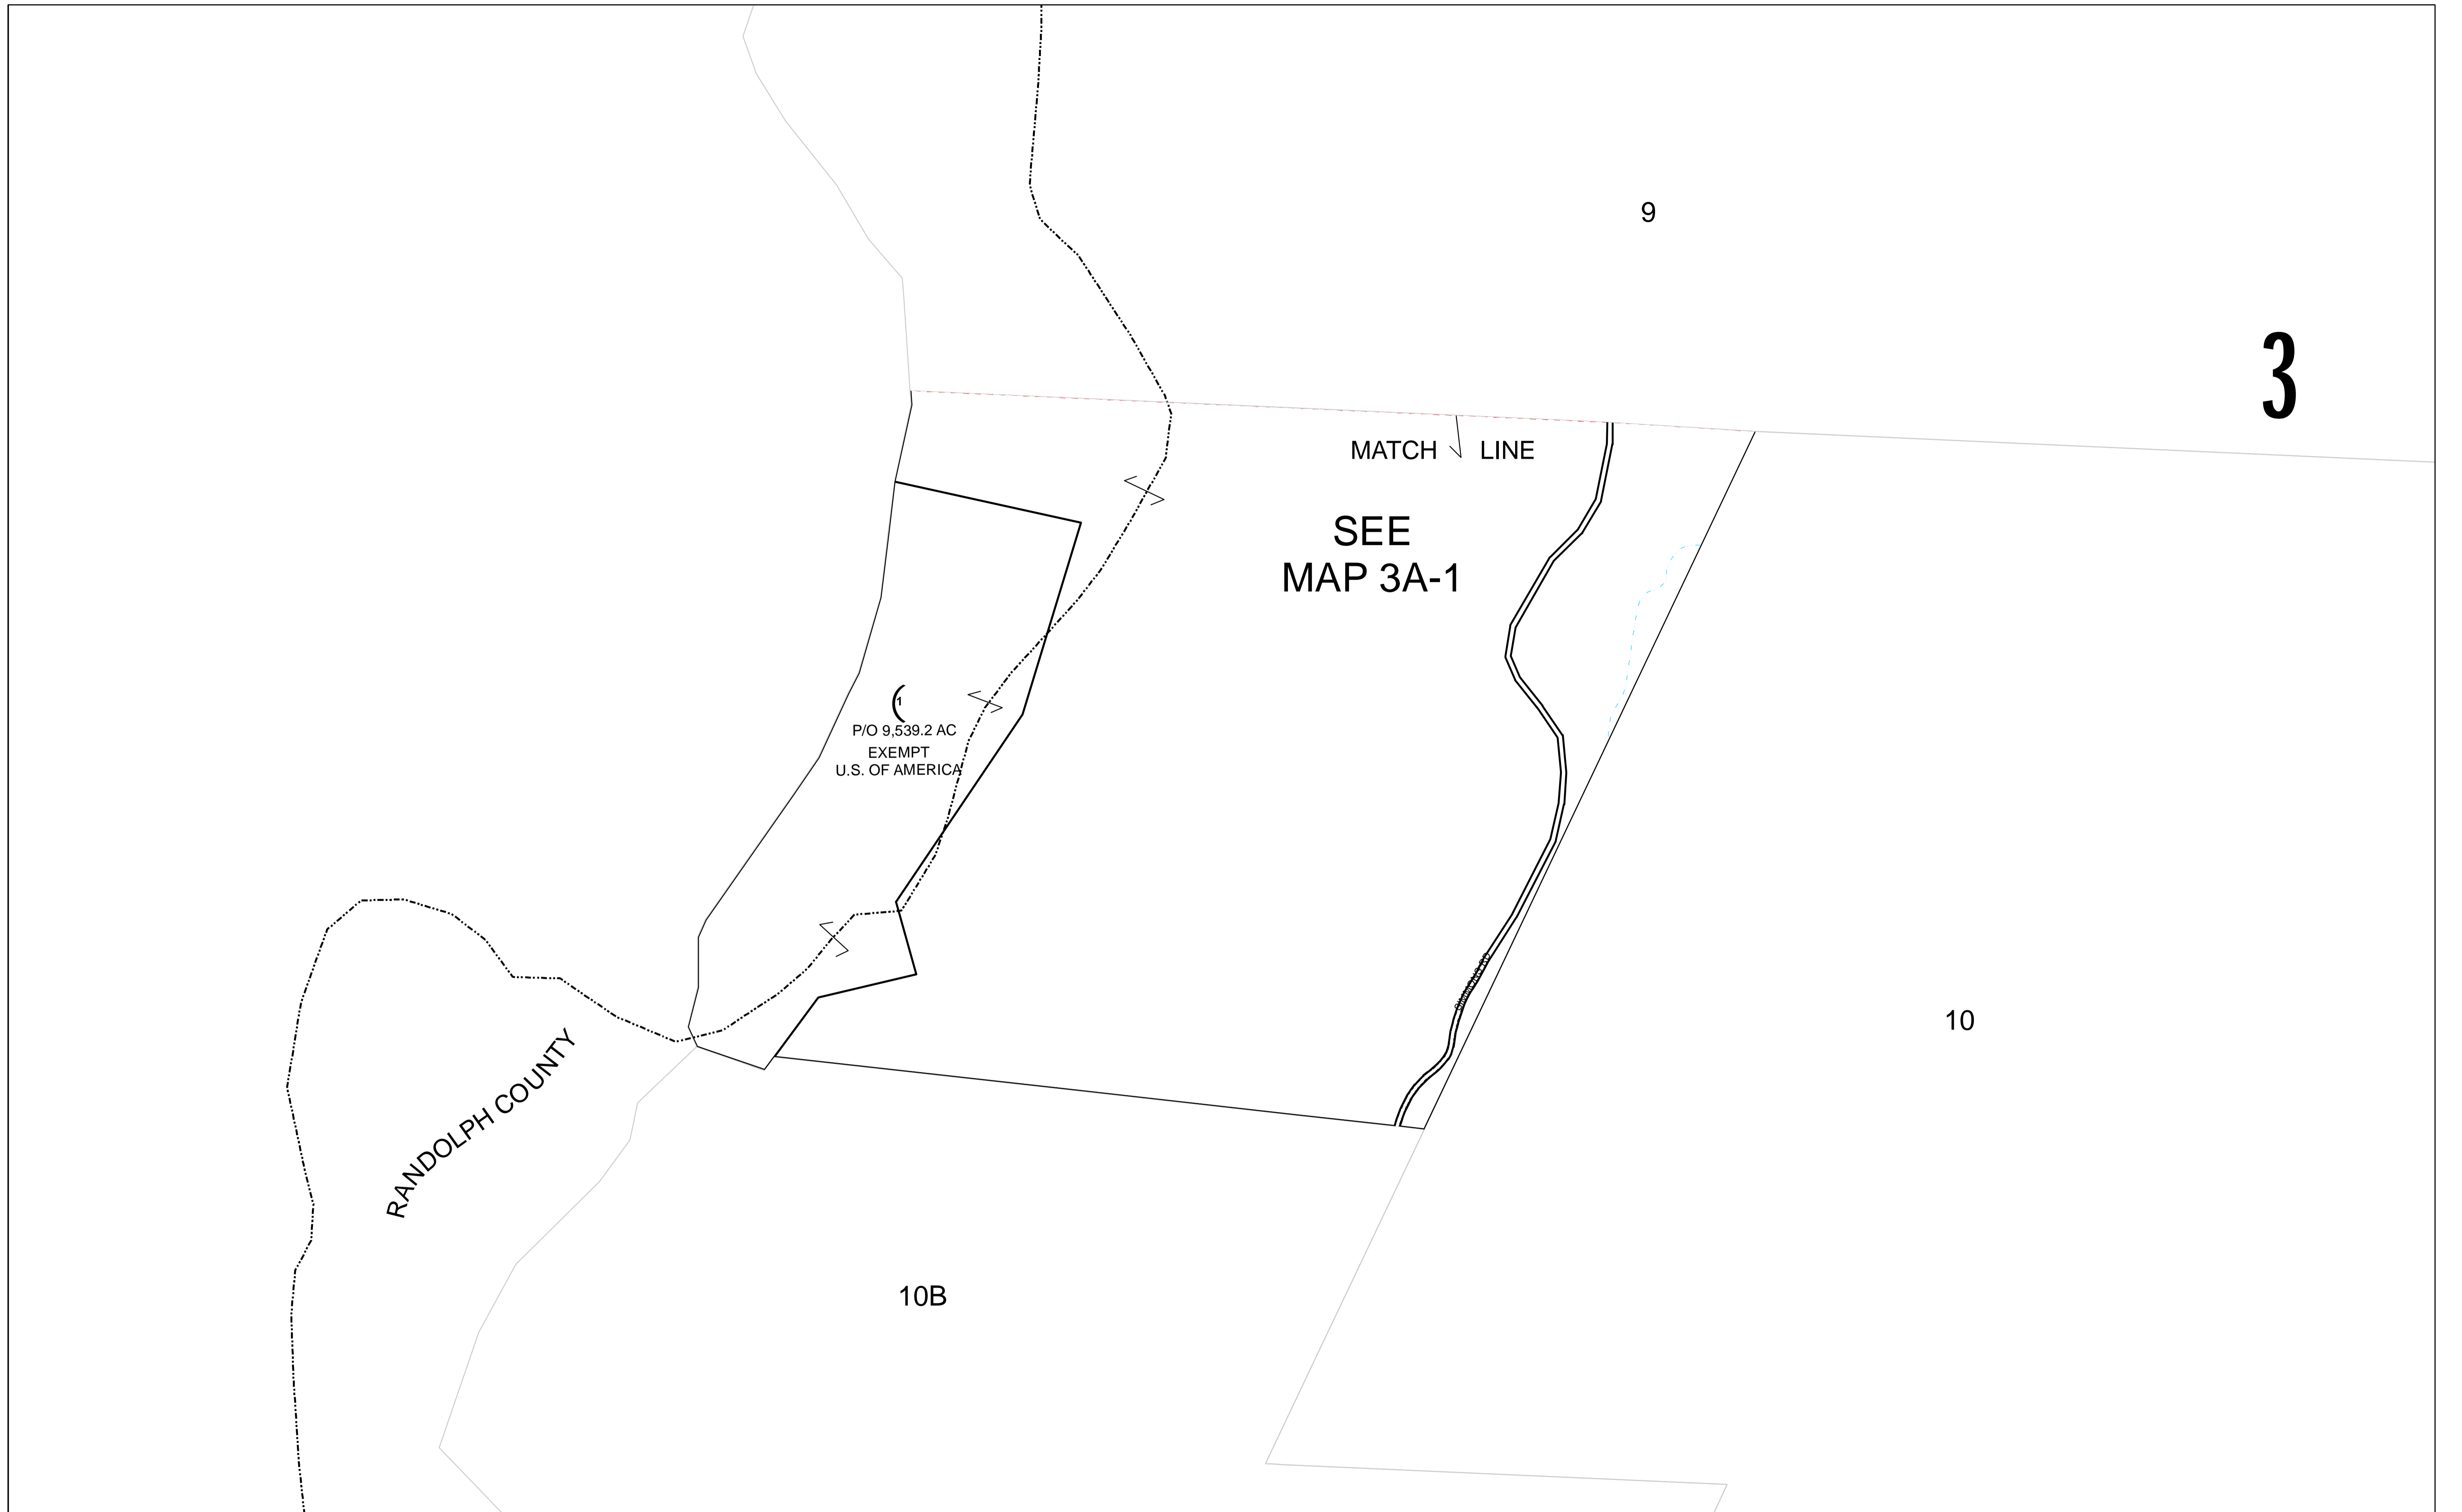 9
3
MATCH LINE
SEE
MAP 3A-1
1
P/O 9,539.2 AC
EXEMPT
U.S. OF AMERICA
RD
10
RANDOLPH COUNTY
10B